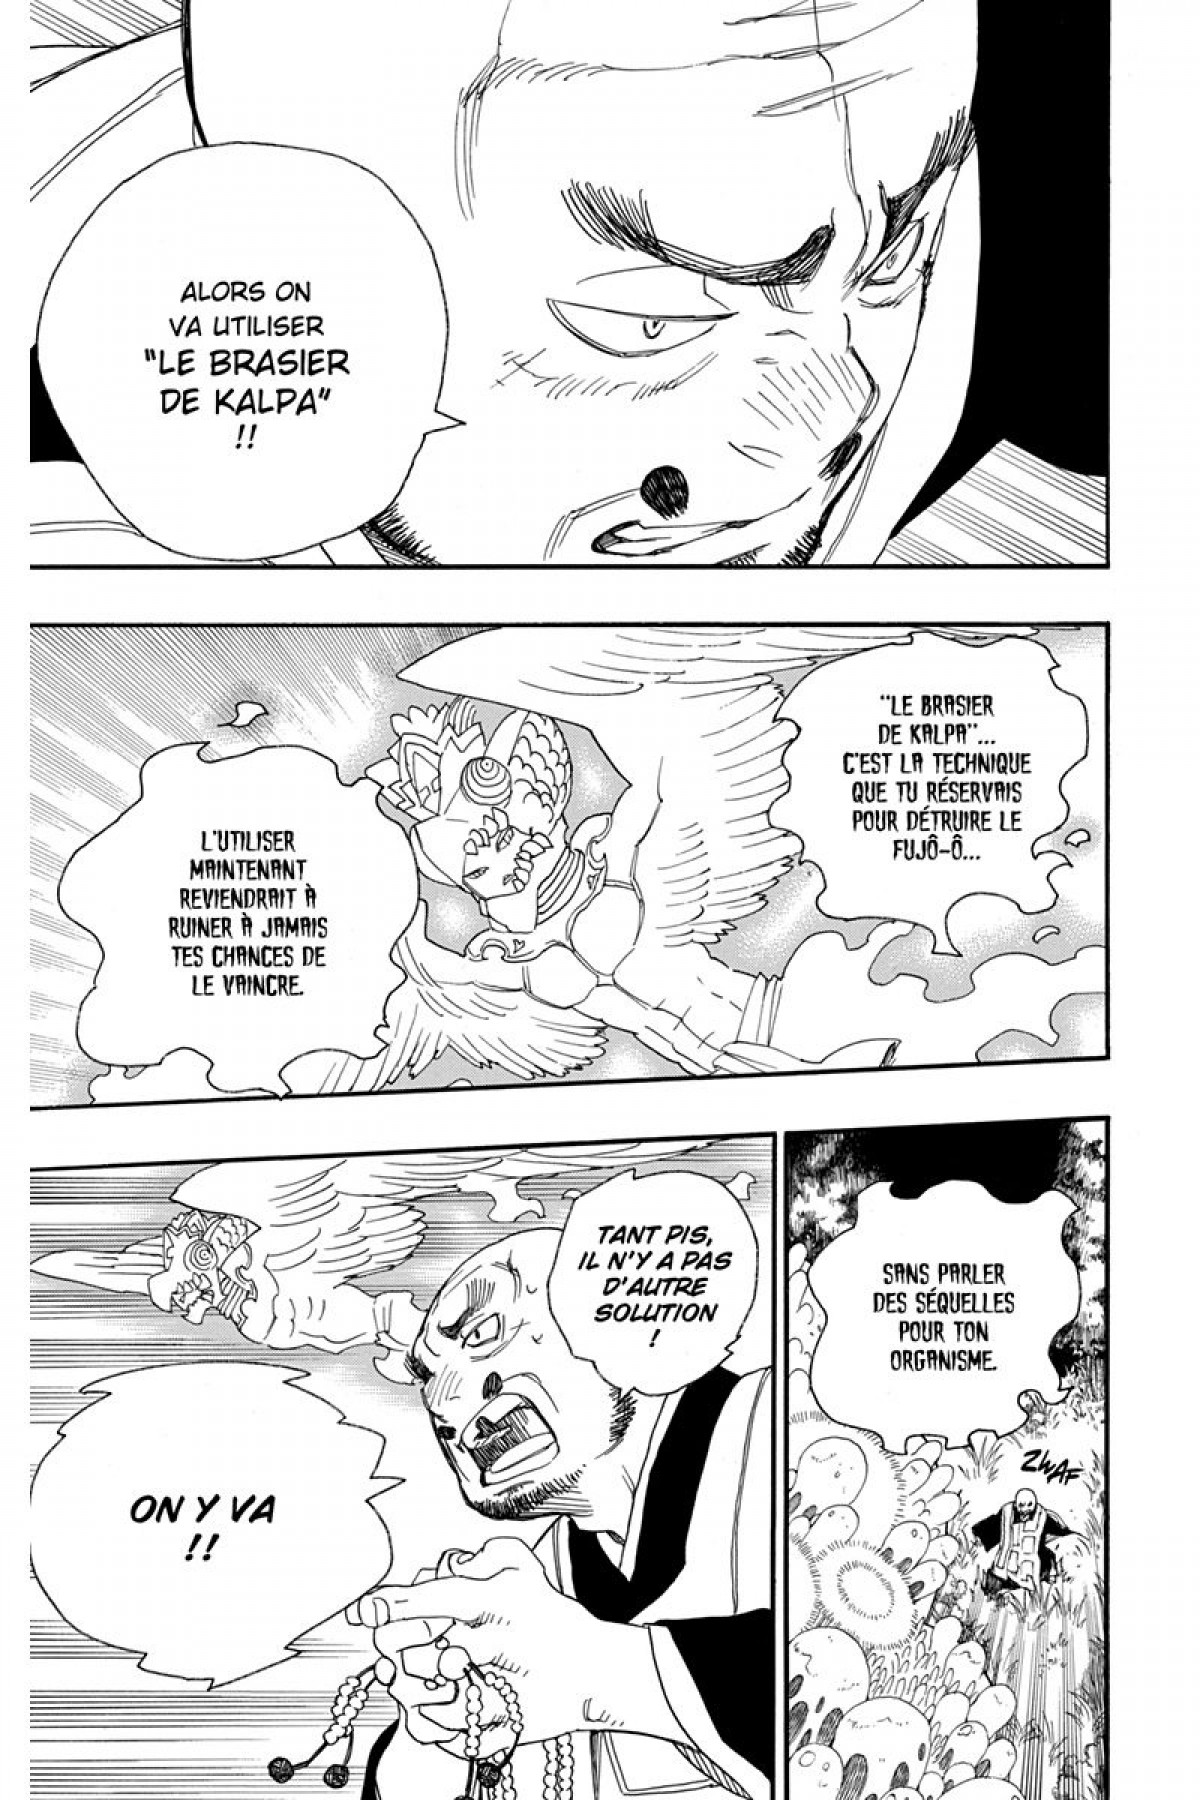 ALORS ON
VA UTILISER
"LE BRASIER
DE KALPA"
!!
"LE BRASIER
DE KALPA"...
C'EST LA TECHNIQUE
QUE TU RÉSERVAIS
POUR DÉTRUIRE LE
FUJÔ-Ô...
L'UTILISER
MAINTENANT
REVIENDRAIT À
RUINER À JAMAIS
TES CHANCES DE
LE VAINCRE.
SANS PARLER
DES SÉQUELLES
POUR TON
ORGANISME.
ZWAF
TANT PIS,
IL N'Y A PAS
D'AUTRE
SOLUTION
!
ON Y VA
!!